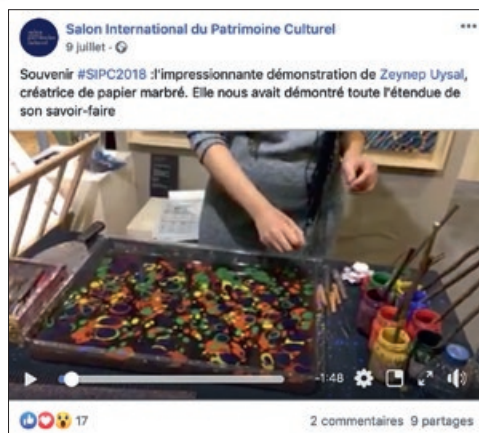 Salon International du Patrimoine Culturel
9 juillet ·
Souvenir #SIPC2018 :l'impressionnante démonstration de Zeynep Uysal,
créatrice de papier marbré. Elle nous avait démontré toute l'étendue de
son savoir-faire
-1:48
17
2 commentaires 9 partages